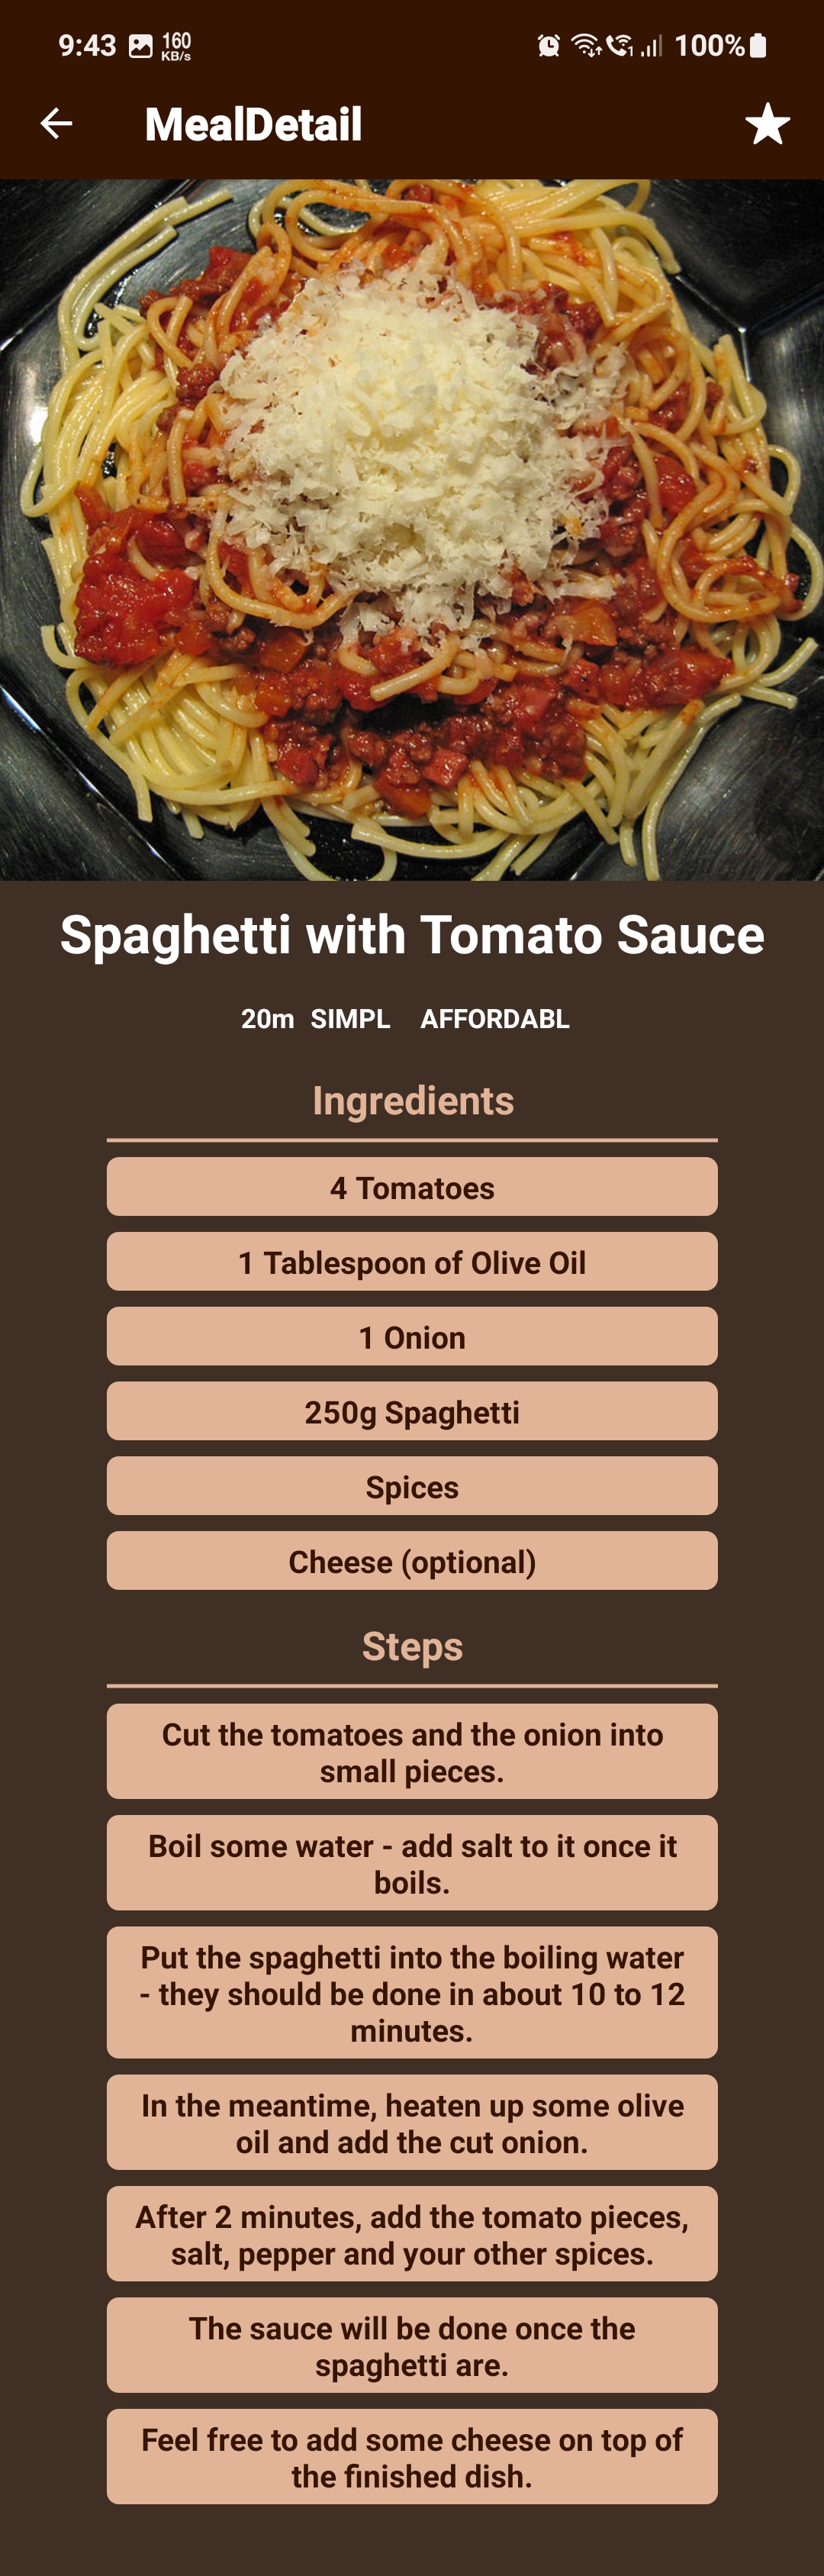 9:43 160 KB/s 1 100%
MealDetail
Spaghetti with Tomato Sauce
20m SIMPL AFFORDABL
Ingredients
4 Tomatoes
1 Tablespoon of Olive Oil
1 Onion
250g Spaghetti
Spices
Cheese (optional)
Steps
Cut the tomatoes and the onion into
small pieces.
Boil some water - add salt to it once it
boils.
Put the spaghetti into the boiling water
- they should be done in about 10 to 12
minutes.
In the meantime, heaten up some olive
oil and add the cut onion.
After 2 minutes, add the tomato pieces,
salt, pepper and your other spices.
The sauce will be done once the
spaghetti are.
Feel free to add some cheese on top of
the finished dish.